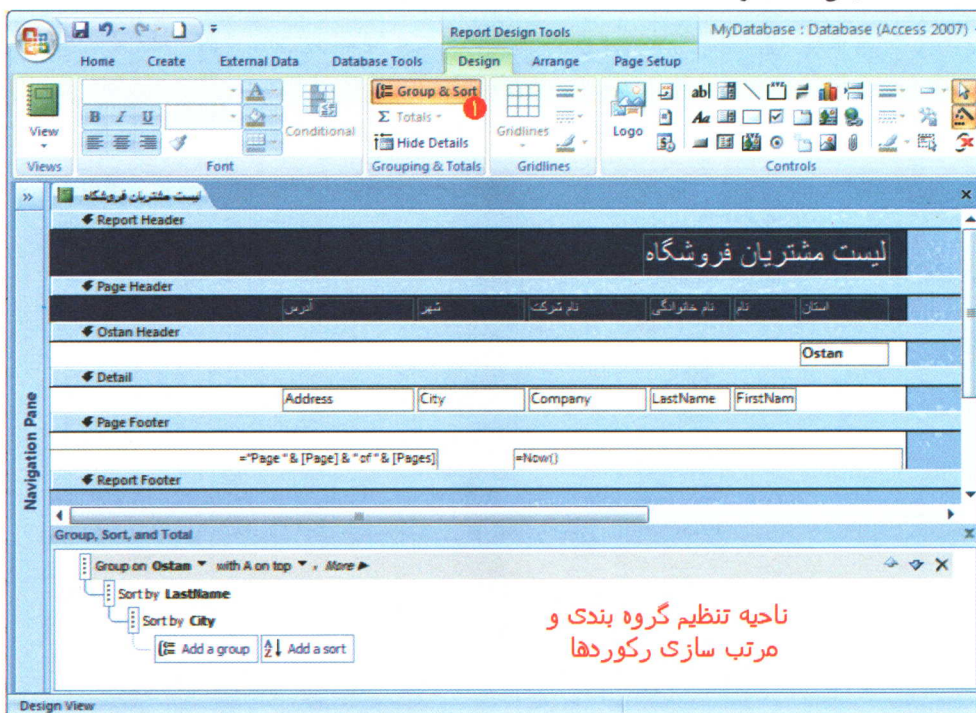 Report Design Tools
MyDatabase : Database (Access 2007) -
Home Create External Data Database Tools Design Arrange Page Setup
View
B I U
Conditional
Group & Sort
۱
Σ Totals
Hide Details
Gridlines
Logo
ab| Aa
Views Font Grouping & Totals Gridlines Controls
لیست مشتریان فروشگاه
Report Header
لیست مشتریان فروشگاه
Page Header
استان نام نام خانوادگی نام شرکت شهر آدرس
Ostan Header
Ostan
Detail
Address City Company LastName FirstNam
Page Footer
="Page " & [Page] & " of " & [Pages] =Now()
Report Footer
Navigation Pane
Group, Sort, and Total
Group on Ostan with A on top , More
Sort by LastName
Sort by City
Add a group Add a sort
ناحیه تنظیم گروه بندی و
مرتب سازی رکوردها
Design View